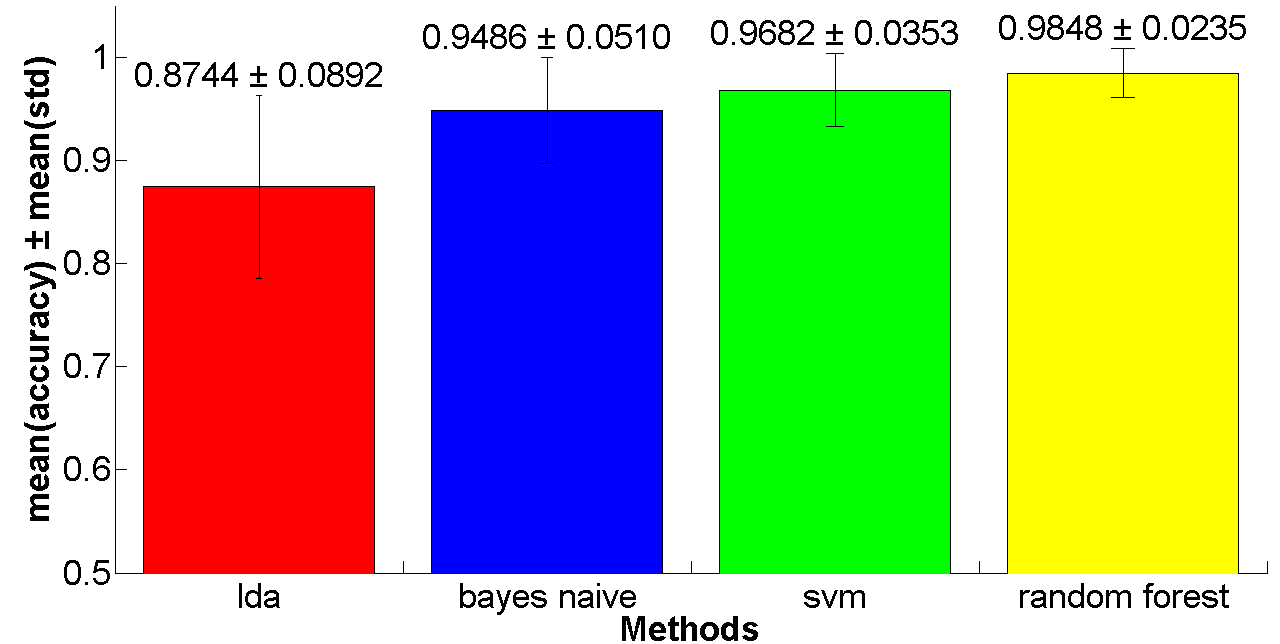 mean(accuracy) ± mean(std)
1
0.9
0.8
0.7
0.6
0.5
0.8744 ± 0.0892
0.9486 ± 0.0510
0.9682 ± 0.0353
0.9848 ± 0.0235
lda
bayes naive
svm
random forest
Methods